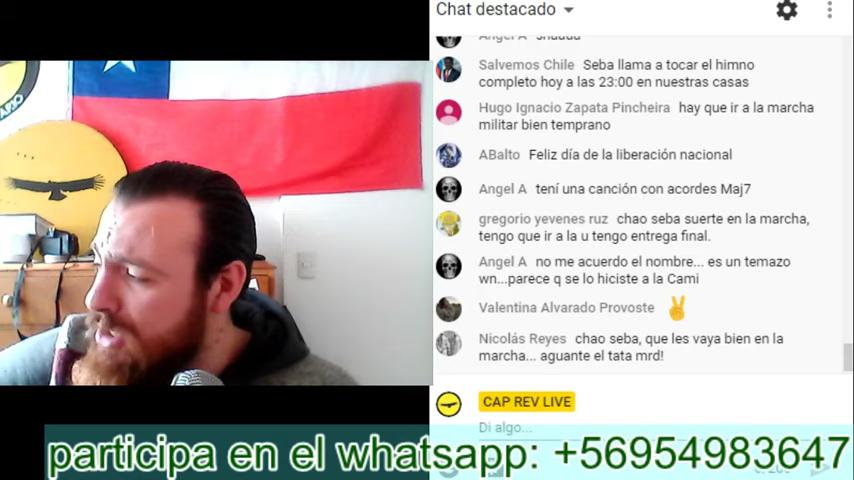 Chat destacado
ARIO
Angel A shaaaa
Salvemos Chile Seba llama a tocar el himno
completo hoy a las 23:00 en nuestras casas
Hugo Ignacio Zapata Pincheira hay que ir a la marcha
militar bien temprano
ABalto Feliz día de la liberación nacional
Angel A tení una canción con acordes Maj7
gregorio yevenes ruz chao seba suerte en la marcha,
tengo que ir a la u tengo entrega final.
Angel A no me acuerdo el nombre... es un temazo
wn...parece q se lo hiciste a la Cami
Valentina Alvarado Provoste ✌
Nicolás Reyes chao seba, que les vaya bien en la
marcha... aguante el tata mrd!
CAP REV LIVE
Di algo...
participa en el whatsapp: +56954983647